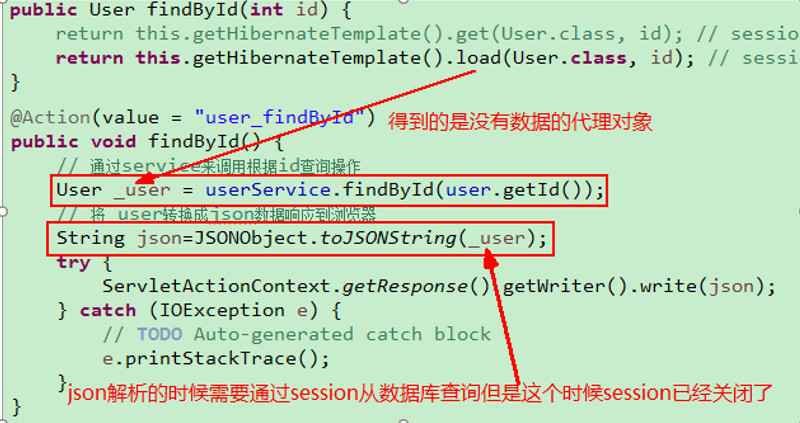 public User findById(int id) {
return this.getHibernateTemplate().get(User.class, id); // sessio
return this.getHibernateTemplate().load(User.class, id); // sessi
}
@Action(value = "user_findById")
得到的是没有数据的代理对象
public void findById() {
// 通过service来调用根据id查询操作
User _user = userService.findById(user.getId());
// 将_user转换成json数据响应到浏览器
String json=JSONObject.toJSONString(_user);
try {
ServletActionContext.getResponse().getWriter().write(json);
} catch (IOException e) {
// TODO Auto-generated catch block
e.printStackTrace();
}
json解析的时候需要通过session从数据库查询但是这个时候session已经关闭了
}